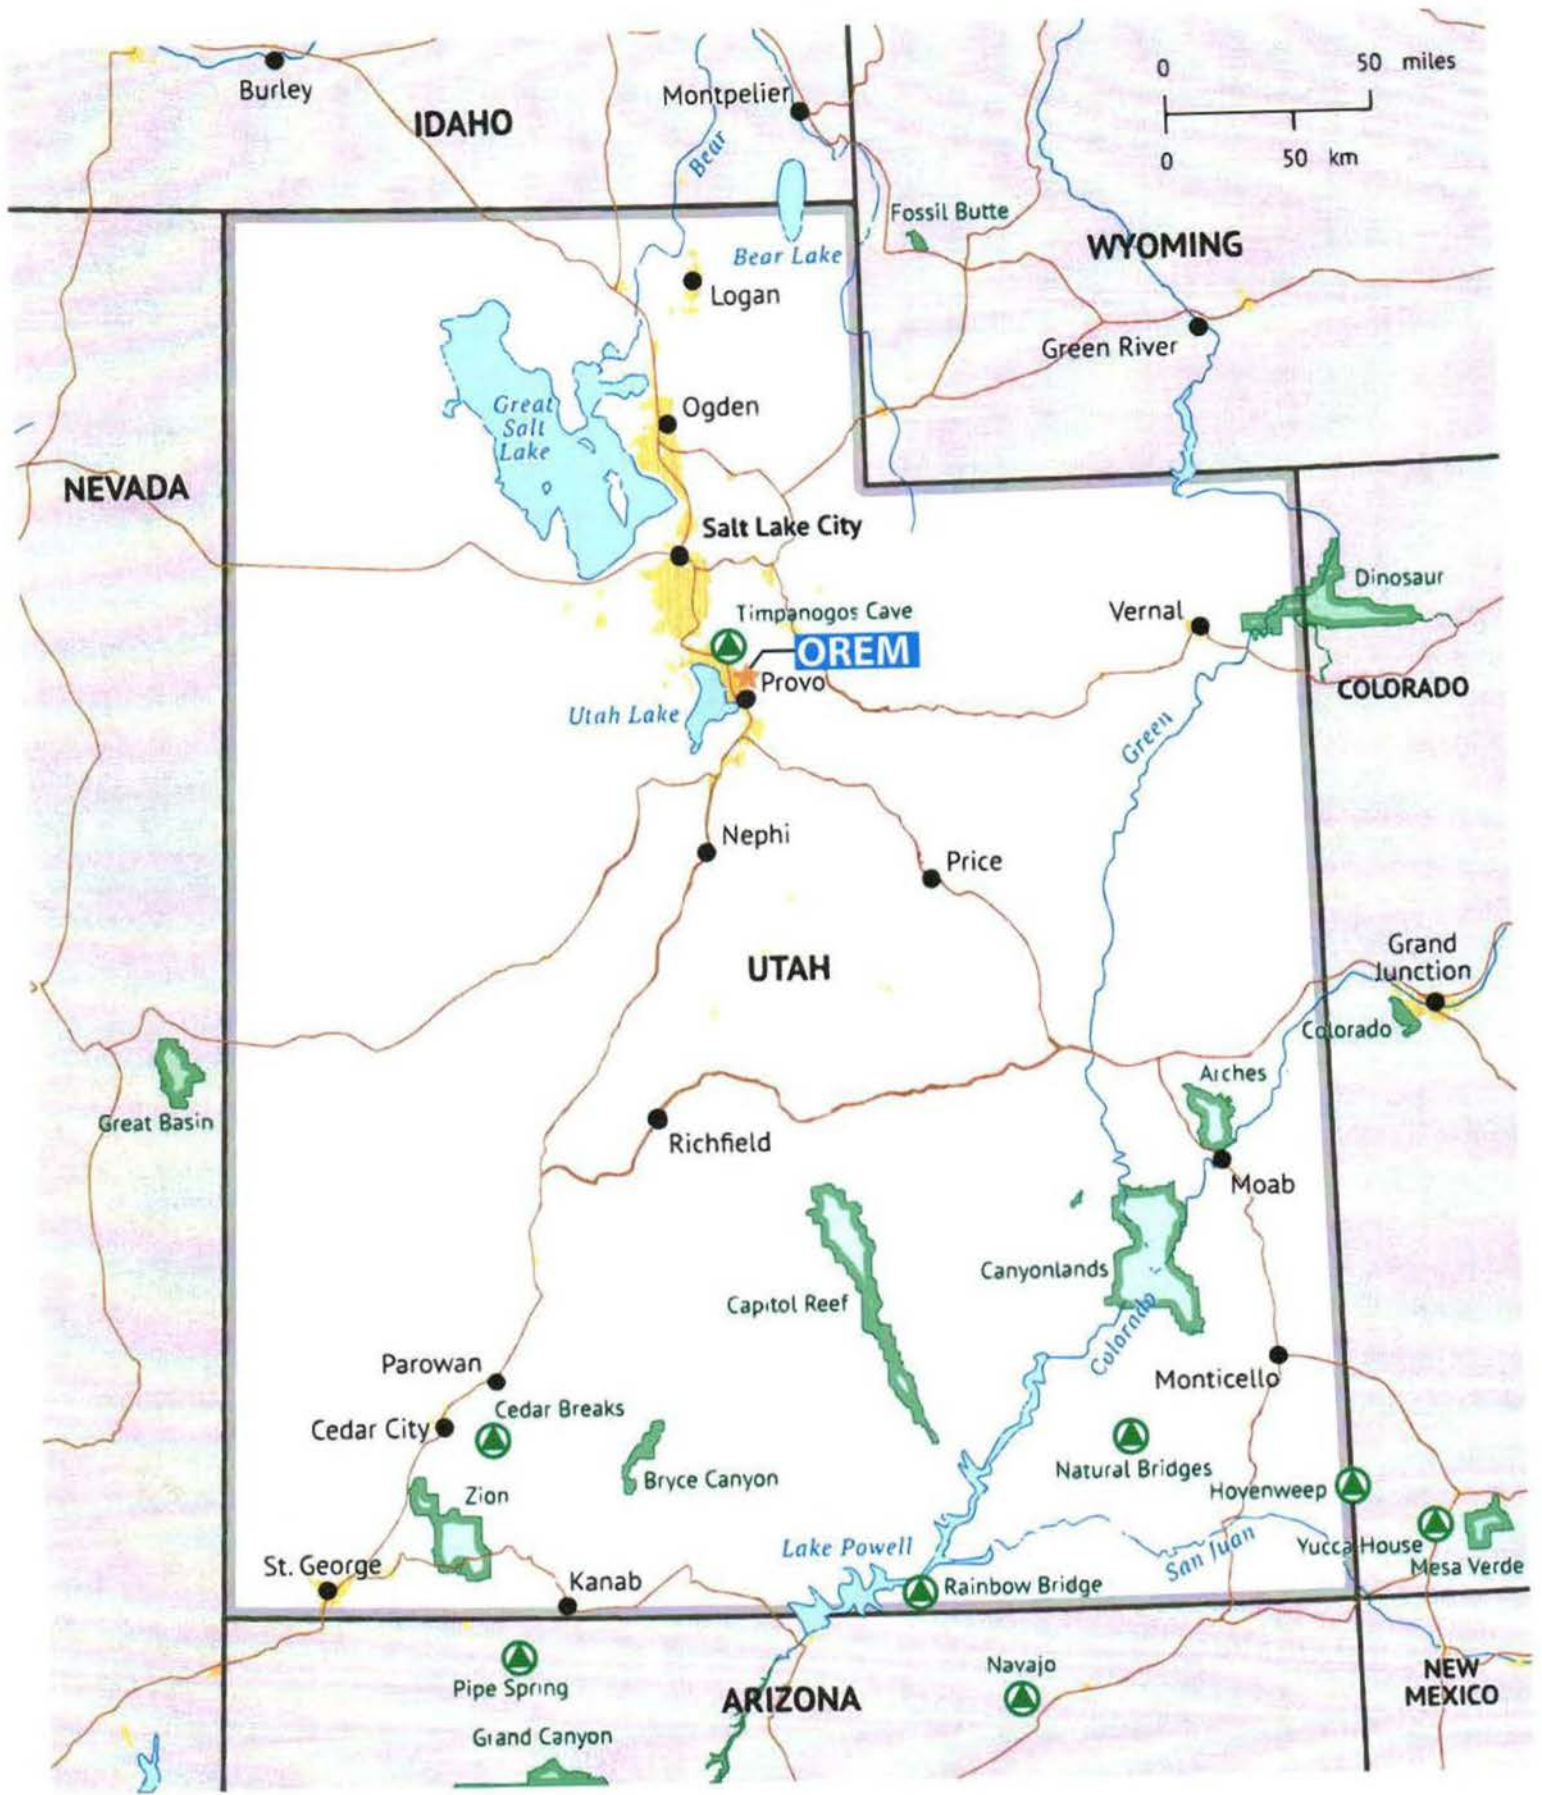 0 50 miles
Burley
Montpelier
IDAHO
Bear
0 50 km
Fossil Butte
WYOMING
Bear Lake
Logan
Green River
Great
Salt
Lake
Ogden
NEVADA
Salt Lake City
Dinosaur
Timpanogos Cave
Vernal
OREM
Provo
COLORADO
Utah Lake
Green
Nephi
Price
UTAH
Grand
Junction
Colorado
Arches
Great Basin
Richfield
Moab
Canyonlands
Capitol Reef
Colorado
Parowan
Monticello
Cedar Breaks
Cedar City
Natural Bridges
Bryce Canyon
Hovenweep
Zion
Lake Powell
San Juan
Yucca House
Mesa Verde
St. George
Kanab
Rainbow Bridge
Navajo
Pipe Spring
ARIZONA
NEW
MEXICO
Grand Canyon